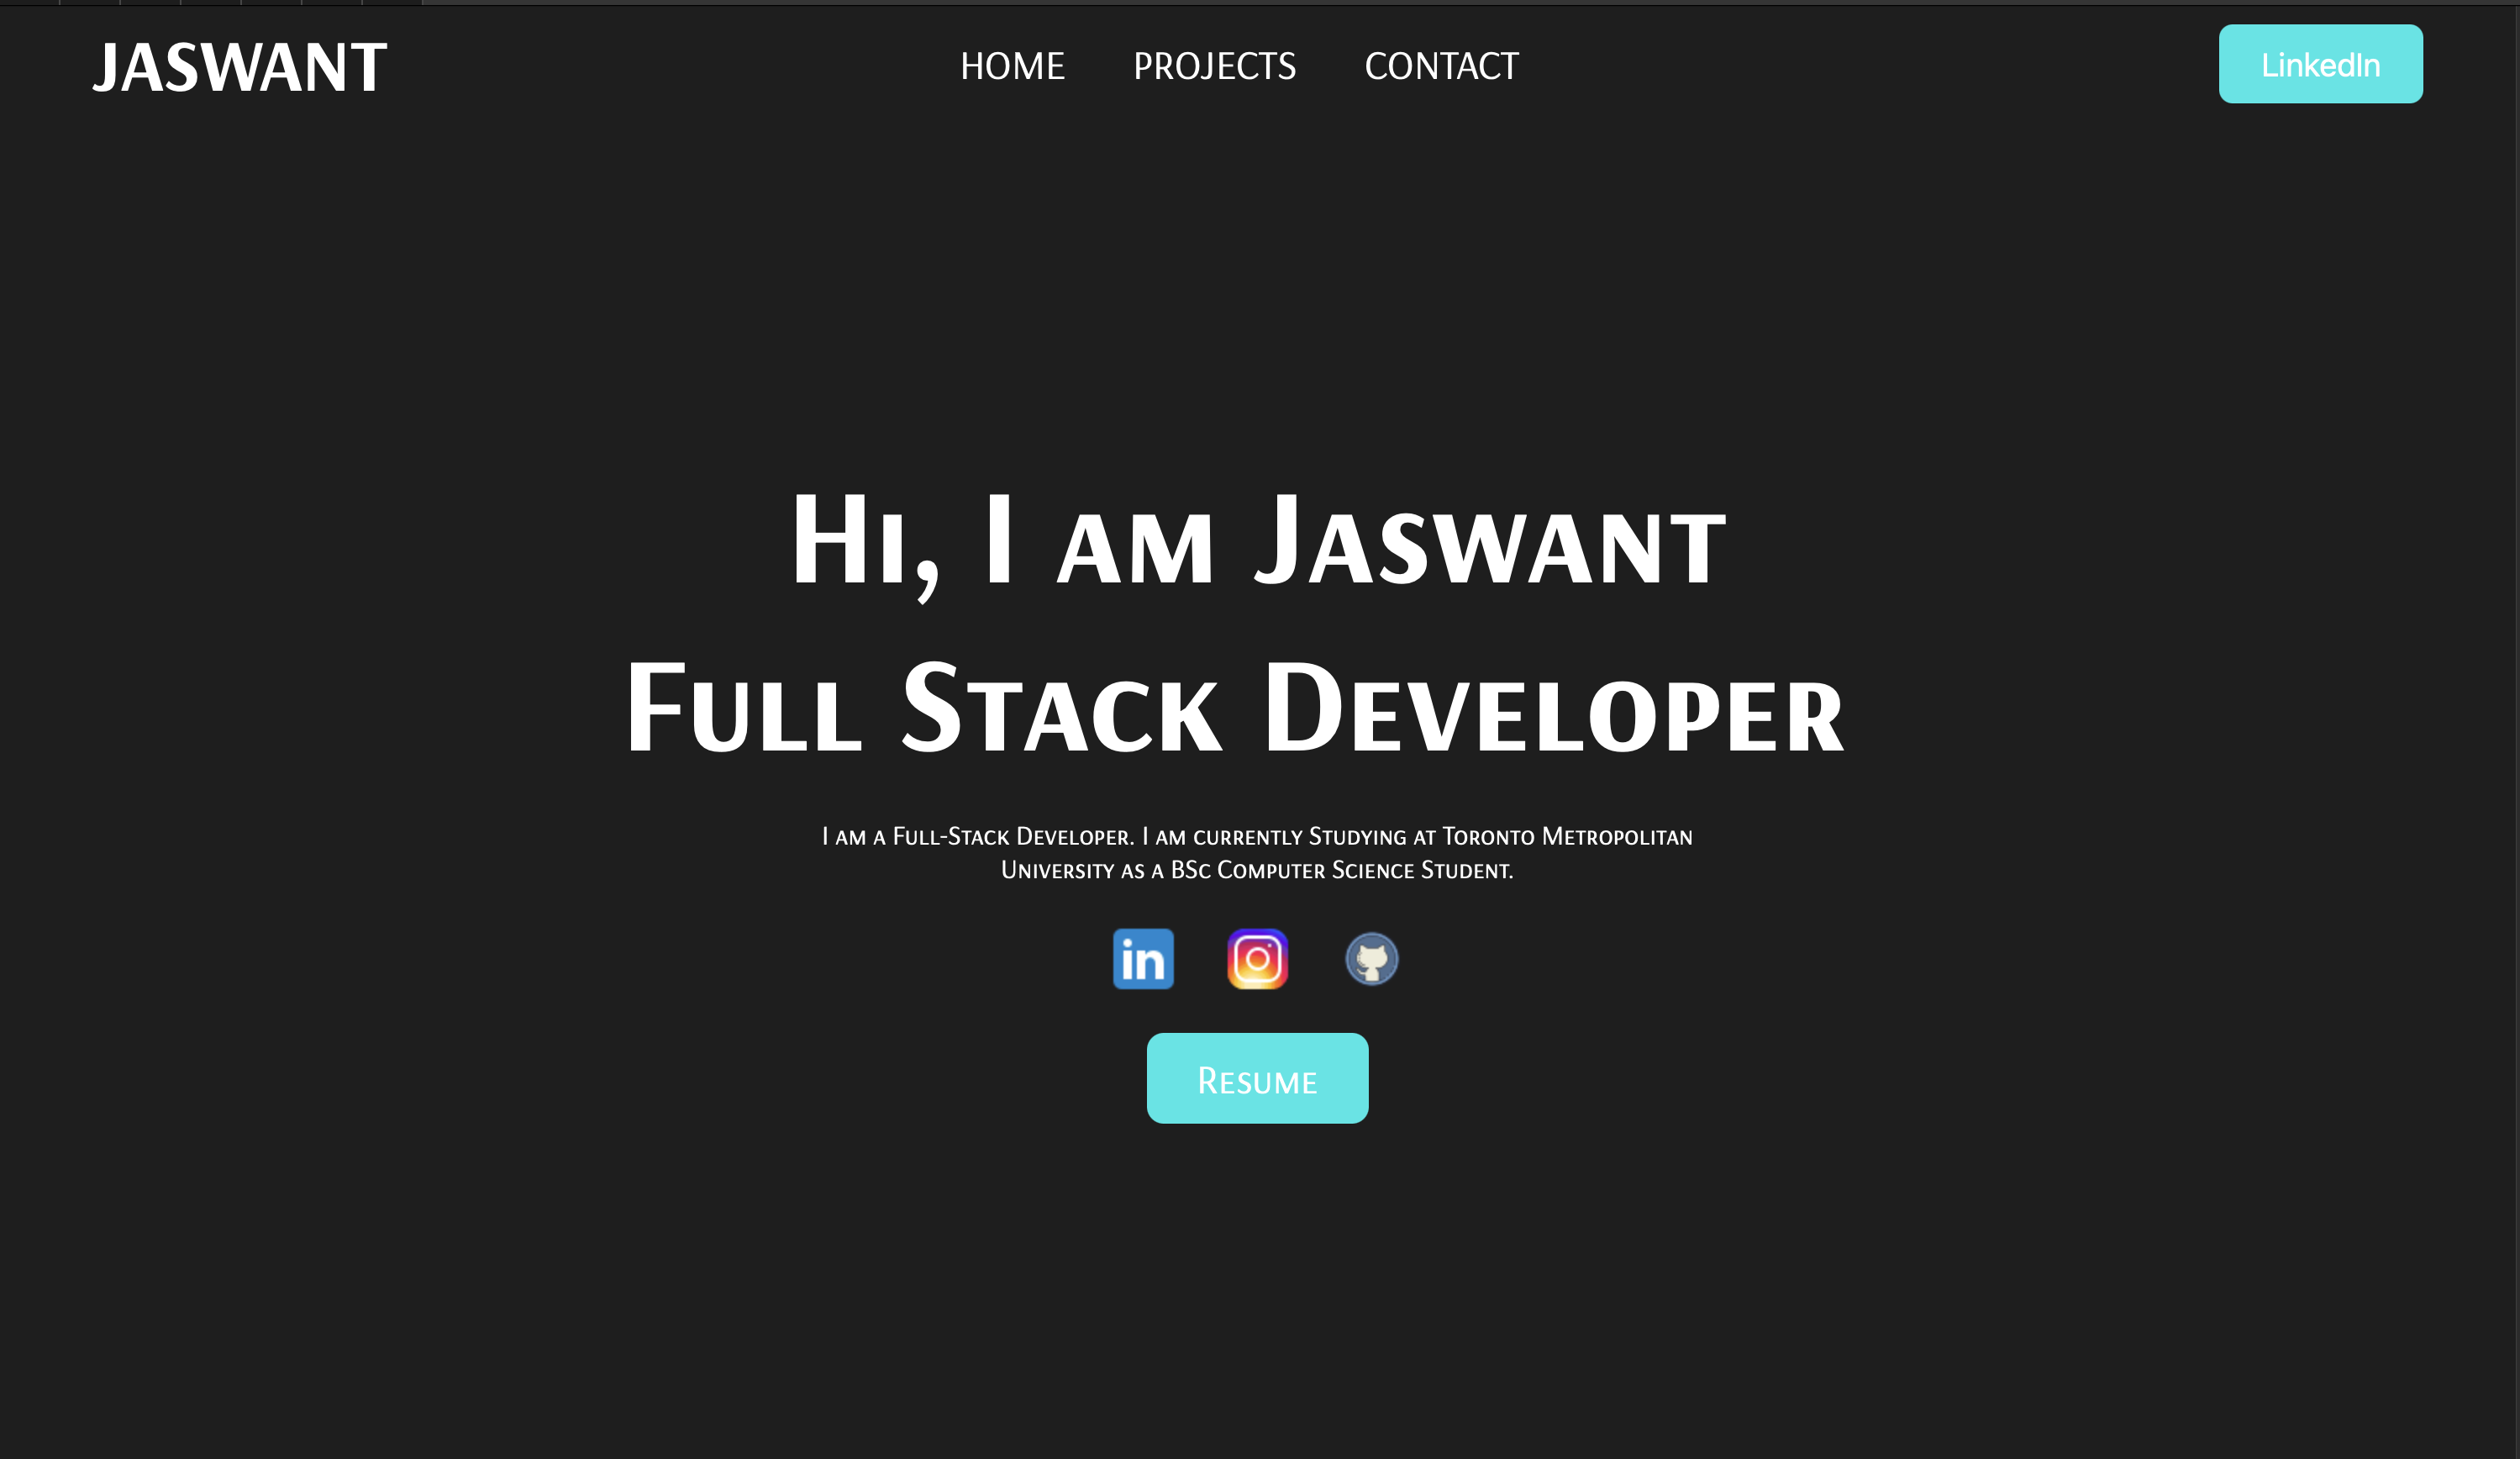 JASWANT
HOME PROJECTS CONTACT
LinkedIn
Hi, I am Jaswant
Full Stack Developer
I am a Full-Stack Developer. I am currently Studying at Toronto Metropolitan
University as a BSc Computer Science Student.
in
Resume